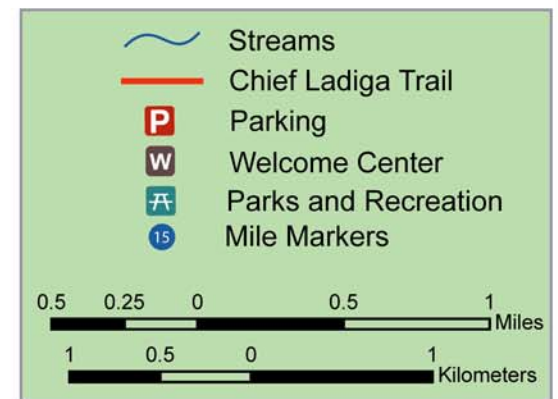 Streams
Chief Ladiga Trail
P Parking
W Welcome Center
Parks and Recreation
15 Mile Markers
0.5 0.25 0 0.5 1
Miles
1 0.5 0 1
Kilometers